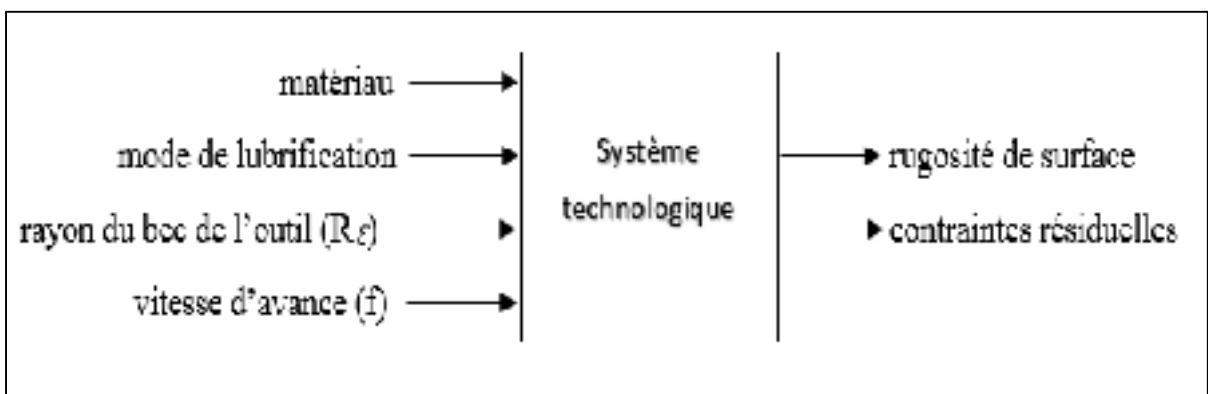 matériau
mode de lubrification
rayon du bec de l'outil (Rε)
vitesse d'avance (f)
Système
technologique
rugosité de surface
contraintes résiduelles